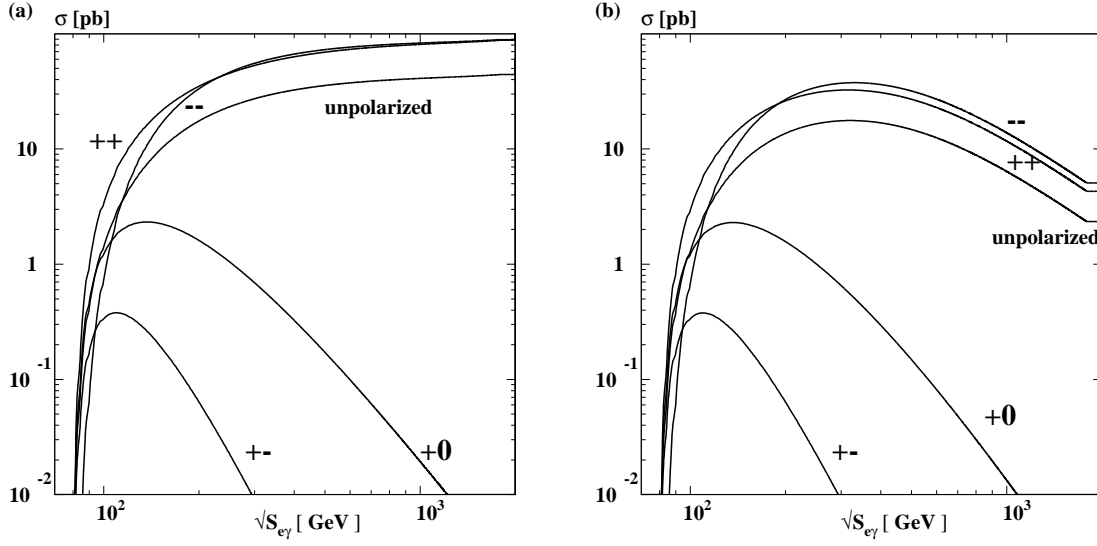 (a)
σ [pb]
10
1
10⁻¹
10⁻²
++
--
unpolarized
+-
+0
10²
10³
√S_eγ [ GeV ]
(b)
σ [pb]
10
1
10⁻¹
10⁻²
--
++
unpolarized
+0
+-
10²
10³
√S_eγ [ GeV ]